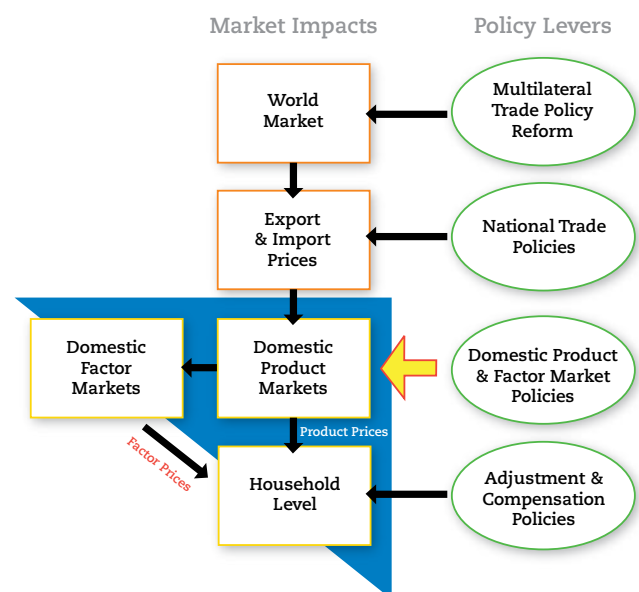 Market Impacts
Policy Levers
World
Market
Multilateral
Trade Policy
Reform
Export
& Import
Prices
National Trade
Policies
Domestic
Factor
Markets
Domestic
Product
Markets
Domestic Product
& Factor Market
Policies
Product Prices
Factor Prices
Household
Level
Adjustment &
Compensation
Policies